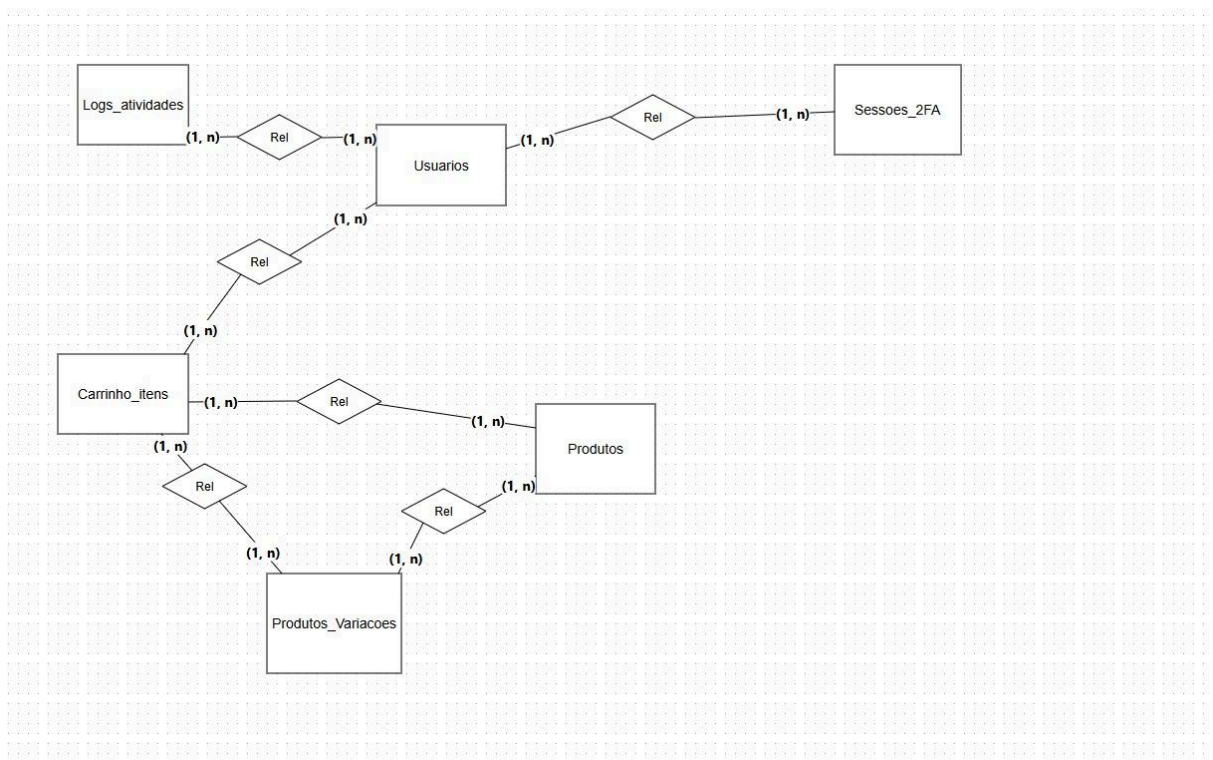 Logs_atividades
(1, n)
Rel
(1, n)
Usuarios
(1, n)
Rel
(1, n)
Sessoes_2FA
(1, n)
Rel
(1, n)
Carrinho_itens
(1, n)
Rel
(1, n)
Produtos
(1, n)
Rel
(1, n)
(1, n)
Rel
(1, n)
Produtos_Variacoes